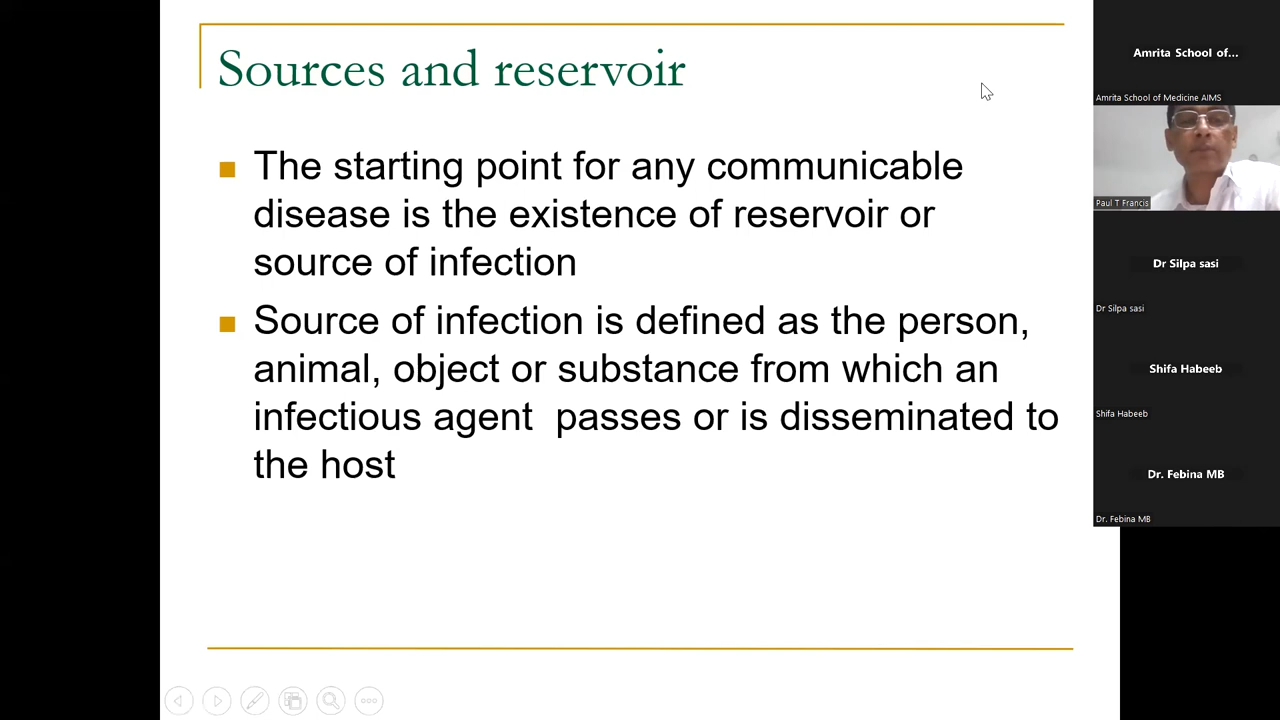 Sources and reservoir
The starting point for any communicable
disease is the existence of reservoir or
source of infection
Source of infection is defined as the person,
animal, object or substance from which an
infectious agent  passes or is disseminated to
the host
Amrita School of...
Amrita School of Medicine AIMS
Paul T Francis
Dr Silpa sasi
Dr Silpa sasi
Shifa Habeeb
Shifa Habeeb
Dr. Febina MB
Dr. Febina MB